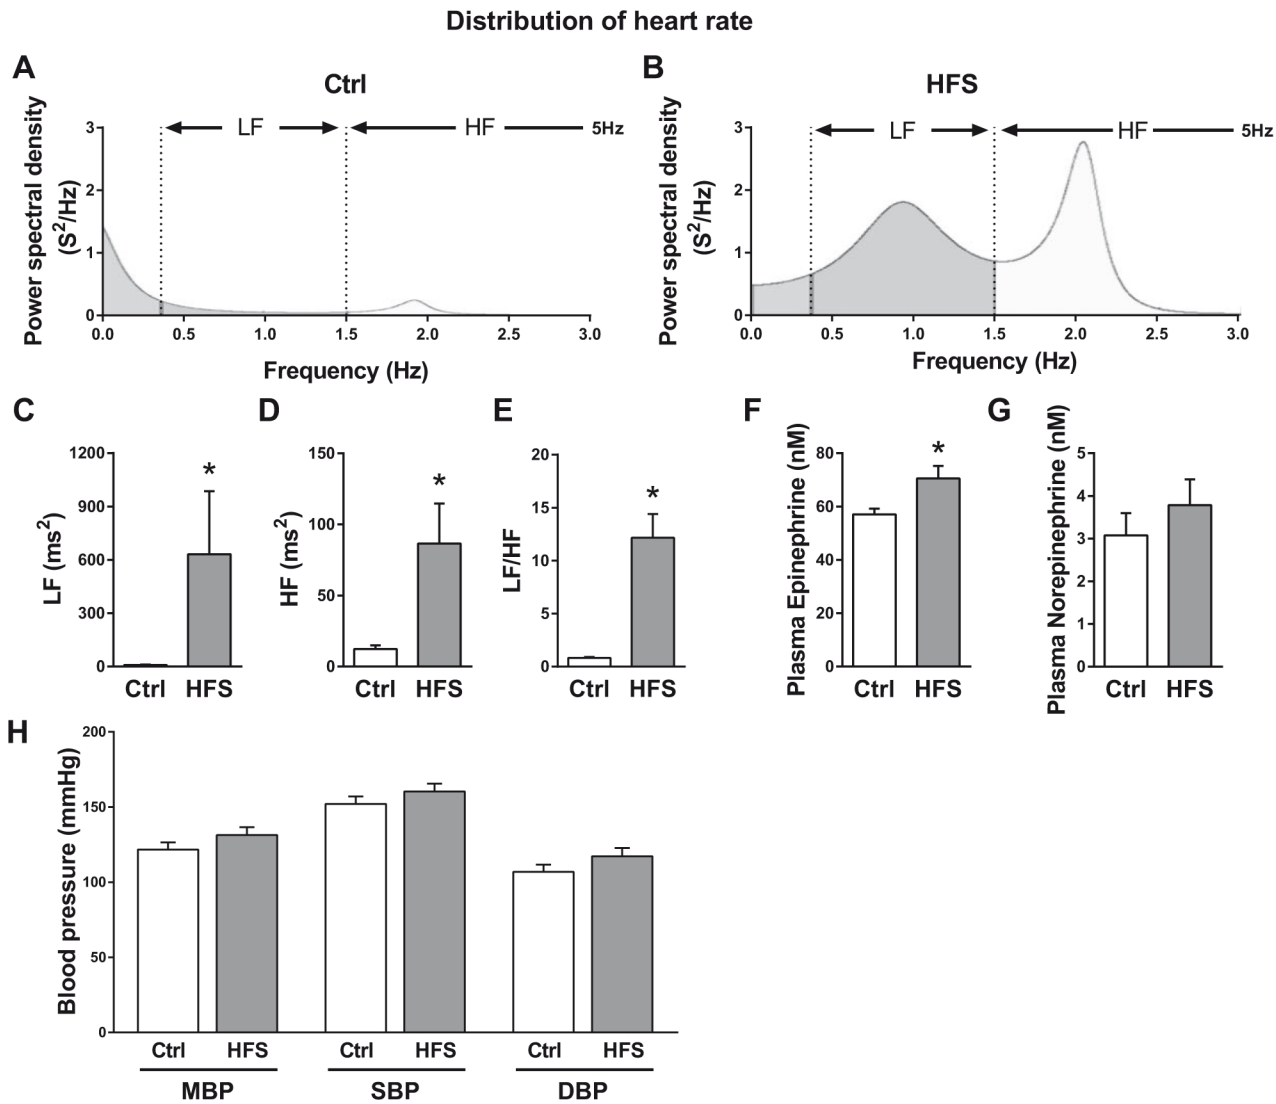 Distribution of heart rate
A
Ctrl
Power spectral density
(S²/Hz)
3
2
1
0
LF
HF
5Hz
0.0 0.5 1.0 1.5 2.0 2.5 3.0
Frequency (Hz)
B
HFS
Power spectral density
(S²/Hz)
3
2
1
0
LF
HF
5Hz
0.0 0.5 1.0 1.5 2.0 2.5 3.0
Frequency (Hz)
C
LF (ms²)
1200
900
600
300
0
*
Ctrl HFS
D
HF (ms²)
150
100
50
0
*
Ctrl HFS
E
LF/HF
20
15
10
5
0
*
Ctrl HFS
F
Plasma Epinephrine (nM)
80
60
40
20
0
*
Ctrl HFS
G
Plasma Norepinephrine (nM)
5
4
3
2
1
0
Ctrl HFS
H
Blood pressure (mmHg)
200
150
100
50
0
Ctrl HFS Ctrl HFS Ctrl HFS
MBP SBP DBP